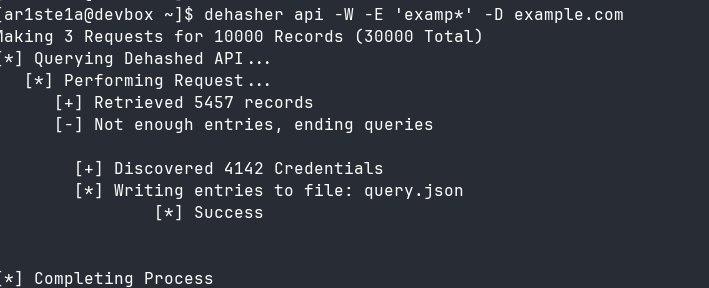 [ar1ste1a@devbox ~]$ dehasher api -W -E 'examp*' -D example.com
Making 3 Requests for 10000 Records (30000 Total)
[*] Querying Dehashed API...
[*] Performing Request...
[+] Retrieved 5457 records
[-] Not enough entries, ending queries
[+] Discovered 4142 Credentials
[*] Writing entries to file: query.json
[*] Success
[*] Completing Process